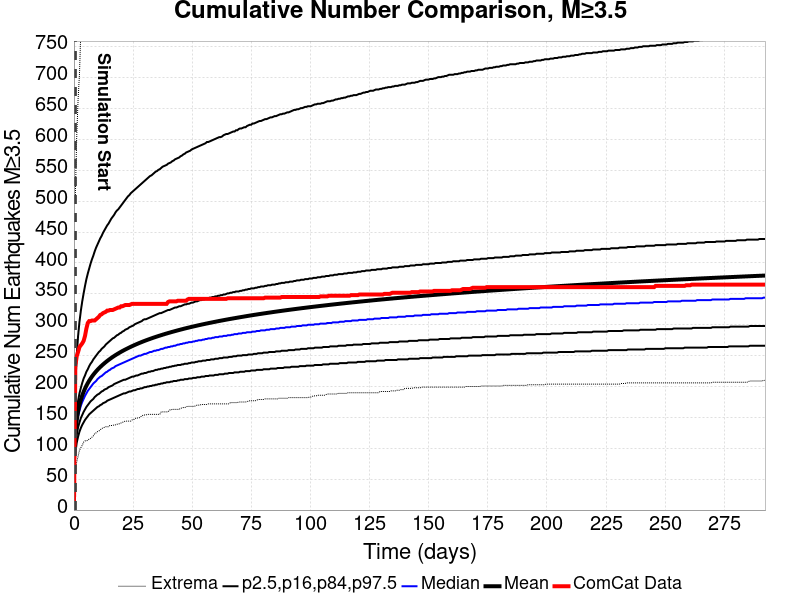 Cumulative Number Comparison, M≥3.5
Cumulative Num Earthquakes M≥3.5
750
700
650
600
550
500
450
400
350
300
250
200
150
100
50
0
Simulation Start
0 25 50 75 100 125 150 175 200 225 250 275
Time (days)
Extrema p2.5,p16,p84,p97.5 Median Mean ComCat Data